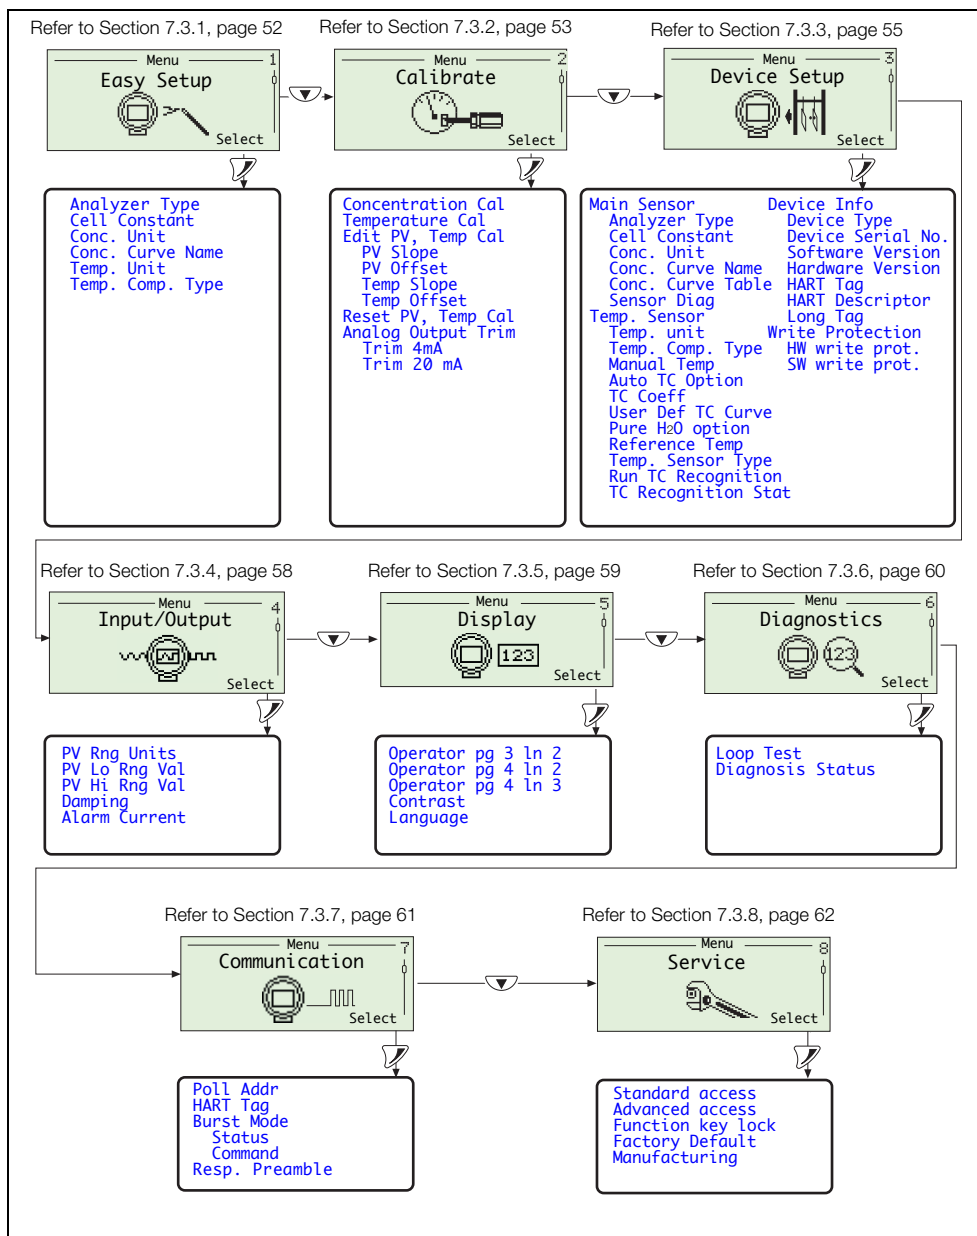 Refer to Section 7.3.1, page 52
Menu 1
Easy Setup
Select
Analyzer Type
Cell Constant
Conc. Unit
Conc. Curve Name
Temp. Unit
Temp. Comp. Type
Refer to Section 7.3.2, page 53
Menu 2
Calibrate
Select
Concentration Cal
Temperature Cal
Edit PV, Temp Cal
PV Slope
PV Offset
Temp Slope
Temp Offset
Reset PV, Temp Cal
Analog Output Trim
Trim 4mA
Trim 20 mA
Refer to Section 7.3.3, page 55
Menu 3
Device Setup
Select
Main Sensor
Analyzer Type
Cell Constant
Conc. Unit
Conc. Curve Name
Conc. Curve Table
Sensor Diag
Temp. Sensor
Temp. unit
Temp. Comp. Type
Manual Temp
Auto TC Option
TC Coeff
User Def TC Curve
Pure H2O option
Reference Temp
Temp. Sensor Type
Run TC Recognition
TC Recognition Stat
Device Info
Device Type
Device Serial No.
Software Version
Hardware Version
HART Tag
HART Descriptor
Long Tag
Write Protection
HW write prot.
SW write prot.
Refer to Section 7.3.4, page 58
Menu 4
Input/Output
Select
PV Rng Units
PV Lo Rng Val
PV Hi Rng Val
Damping
Alarm Current
Refer to Section 7.3.5, page 59
Menu 5
Display
123
Select
Operator pg 3 ln 2
Operator pg 4 ln 2
Operator pg 4 ln 3
Contrast
Language
Refer to Section 7.3.6, page 60
Menu 6
Diagnostics
123
Select
Loop Test
Diagnosis Status
Refer to Section 7.3.7, page 61
Menu 7
Communication
Select
Poll Addr
HART Tag
Burst Mode
Status
Command
Resp. Preamble
Refer to Section 7.3.8, page 62
Menu 8
Service
Select
Standard access
Advanced access
Function key lock
Factory Default
Manufacturing